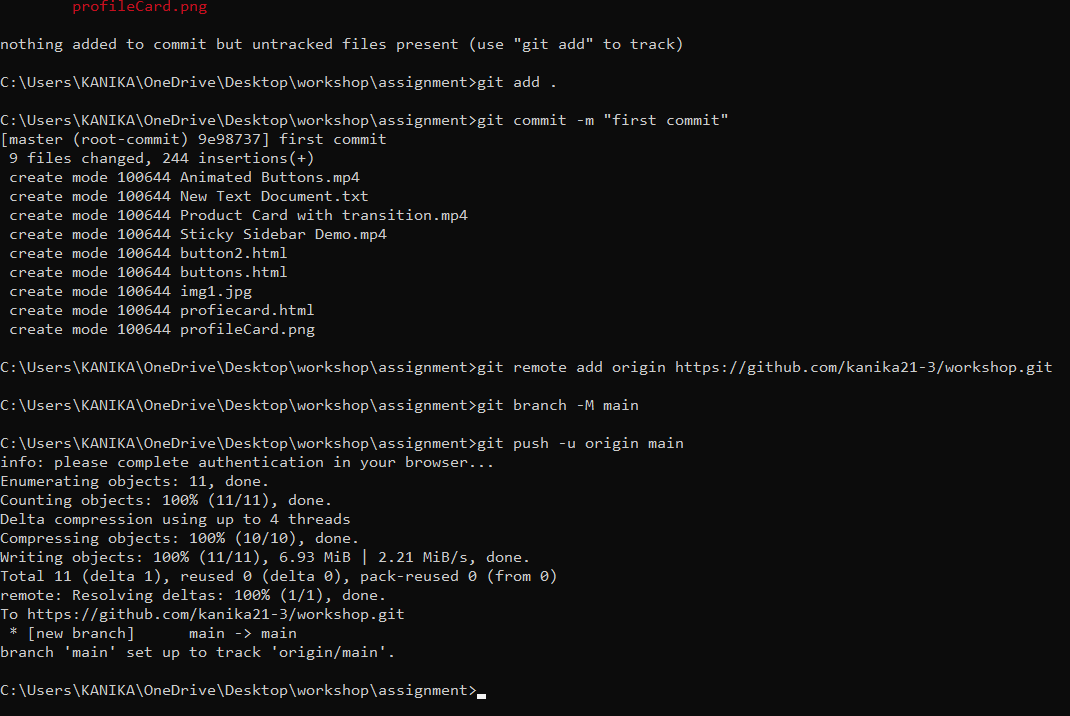 profileCard.png
nothing added to commit but untracked files present (use "git add" to track)
C:\Users\KANIKA\OneDrive\Desktop\workshop\assignment>git add .
C:\Users\KANIKA\OneDrive\Desktop\workshop\assignment>git commit -m "first commit"
[master (root-commit) 9e98737] first commit
 9 files changed, 244 insertions(+)
 create mode 100644 Animated Buttons.mp4
 create mode 100644 New Text Document.txt
 create mode 100644 Product Card with transition.mp4
 create mode 100644 Sticky Sidebar Demo.mp4
 create mode 100644 button2.html
 create mode 100644 buttons.html
 create mode 100644 img1.jpg
 create mode 100644 profiecard.html
 create mode 100644 profileCard.png
C:\Users\KANIKA\OneDrive\Desktop\workshop\assignment>git remote add origin https://github.com/kanika21-3/workshop.git
C:\Users\KANIKA\OneDrive\Desktop\workshop\assignment>git branch -M main
C:\Users\KANIKA\OneDrive\Desktop\workshop\assignment>git push -u origin main
info: please complete authentication in your browser...
Enumerating objects: 11, done.
Counting objects: 100% (11/11), done.
Delta compression using up to 4 threads
Compressing objects: 100% (10/10), done.
Writing objects: 100% (11/11), 6.93 MiB | 2.21 MiB/s, done.
Total 11 (delta 1), reused 0 (delta 0), pack-reused 0 (from 0)
remote: Resolving deltas: 100% (1/1), done.
To https://github.com/kanika21-3/workshop.git
 * [new branch]      main -> main
branch 'main' set up to track 'origin/main'.
C:\Users\KANIKA\OneDrive\Desktop\workshop\assignment>